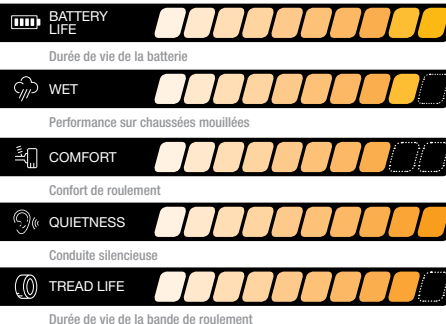 BATTERY
LIFE
Durée de vie de la batterie
WET
Performance sur chaussées mouillées
COMFORT
Confort de roulement
QUIETNESS
Conduite silencieuse
TREAD LIFE
Durée de vie de la bande de roulement